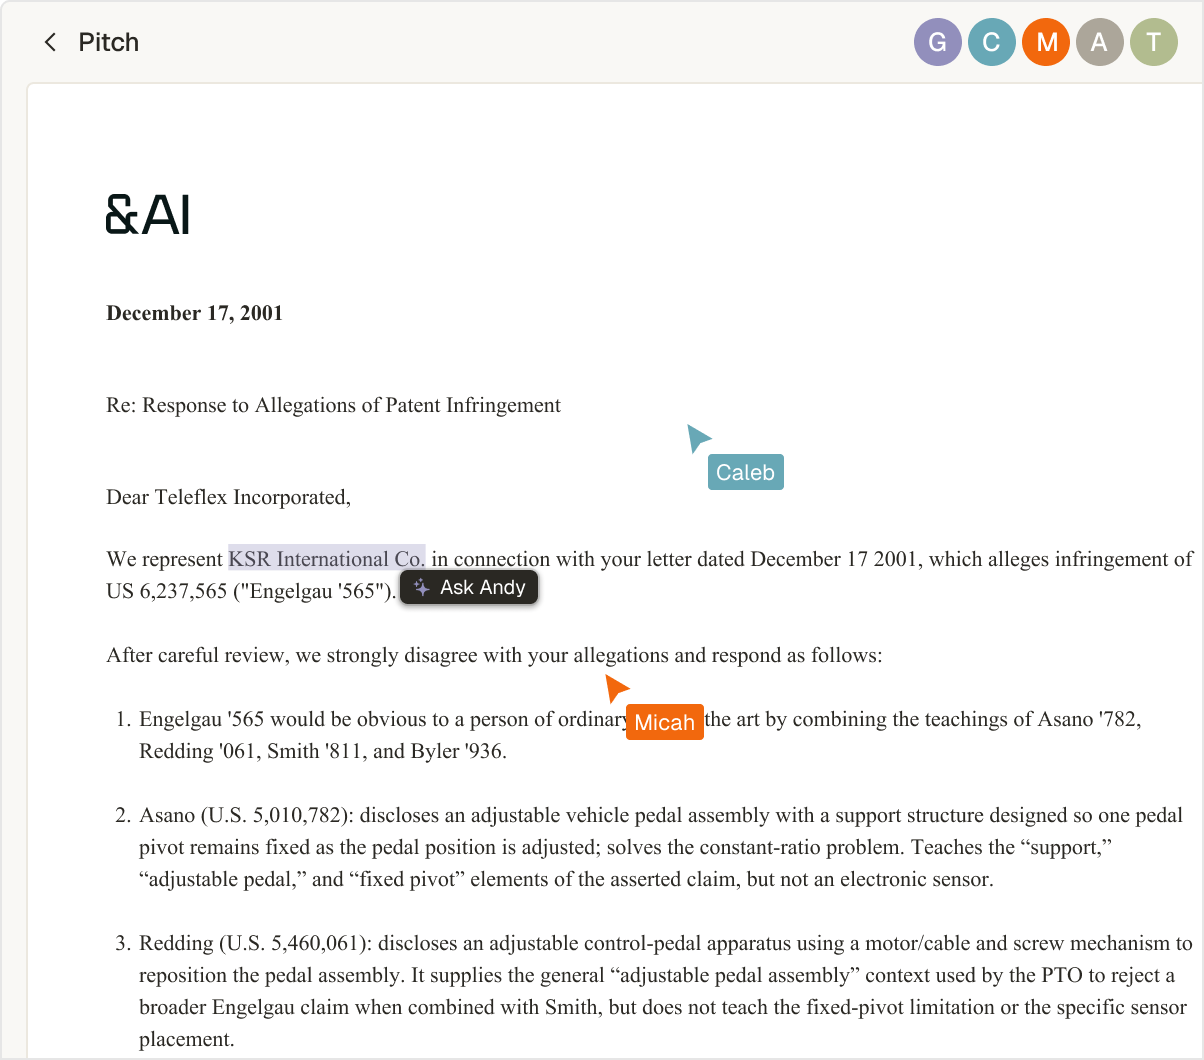 Pitch
G C M A T
&AI
December 17, 2001
Re: Response to Allegations of Patent Infringement
Caleb
Dear Teleflex Incorporated,
We represent KSR International Co. in connection with your letter dated December 17 2001, which alleges infringement of
US 6,237,565 ("Engelgau '565").
Ask Andy
After careful review, we strongly disagree with your allegations and respond as follows:
1. Engelgau '565 would be obvious to a person of ordinary the art by combining the teachings of Asano '782,
Micah
Redding '061, Smith '811, and Byler '936.
2. Asano (U.S. 5,010,782): discloses an adjustable vehicle pedal assembly with a support structure designed so one pedal
pivot remains fixed as the pedal position is adjusted; solves the constant-ratio problem. Teaches the “support,”
“adjustable pedal,” and “fixed pivot” elements of the asserted claim, but not an electronic sensor.
3. Redding (U.S. 5,460,061): discloses an adjustable control-pedal apparatus using a motor/cable and screw mechanism to
reposition the pedal assembly. It supplies the general “adjustable pedal assembly” context used by the PTO to reject a
broader Engelgau claim when combined with Smith, but does not teach the fixed-pivot limitation or the specific sensor
placement.